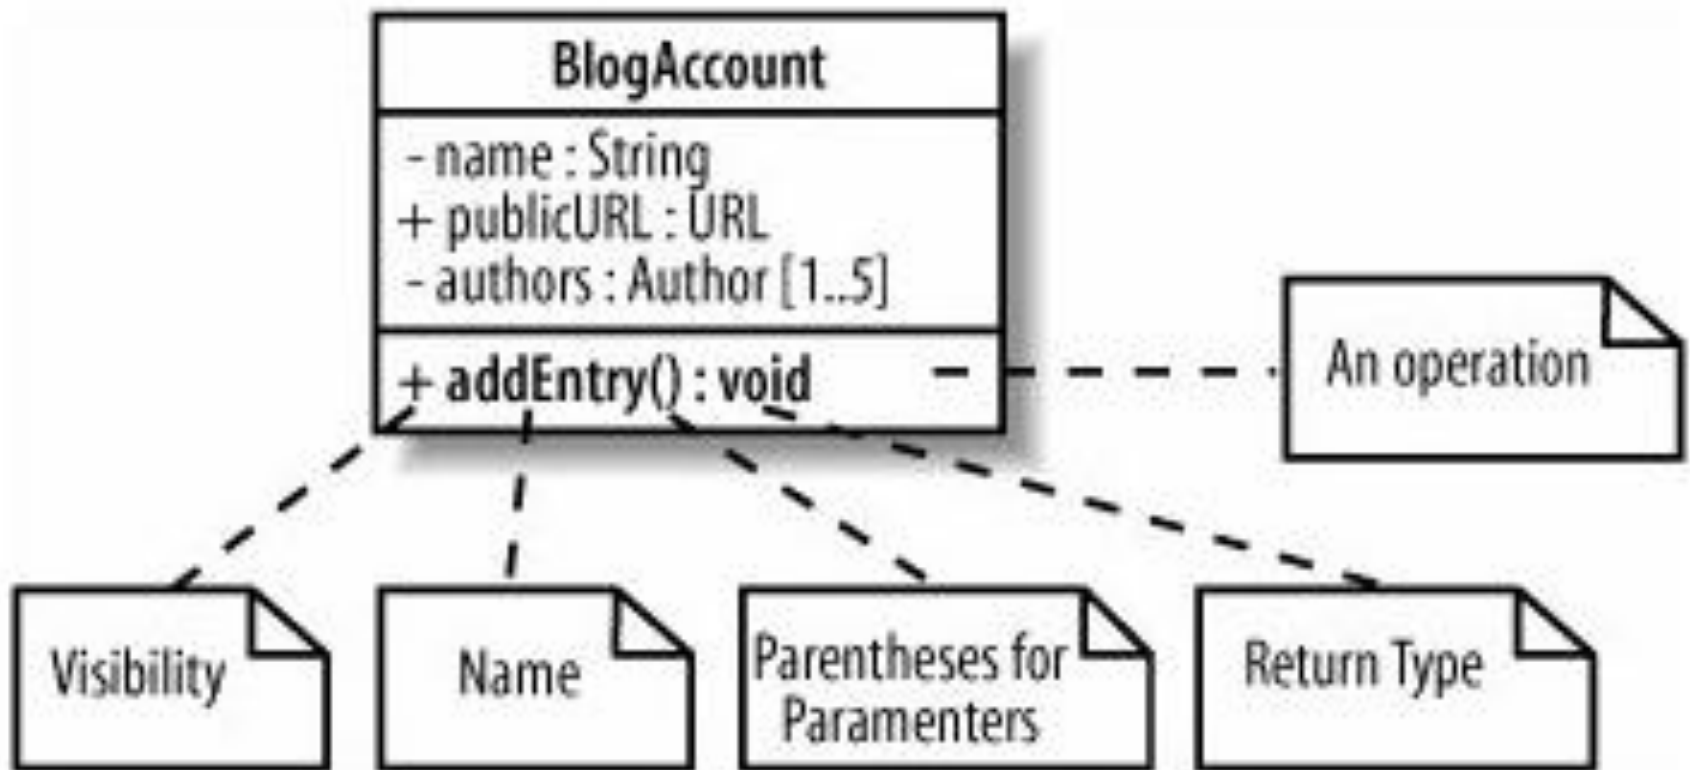 BlogAccount
- name : String
+ publicURL : URL
- authors : Author [1..5]
+ addEntry() : void
An operation
Visibility
Name
Parentheses for
Paramenters
Return Type